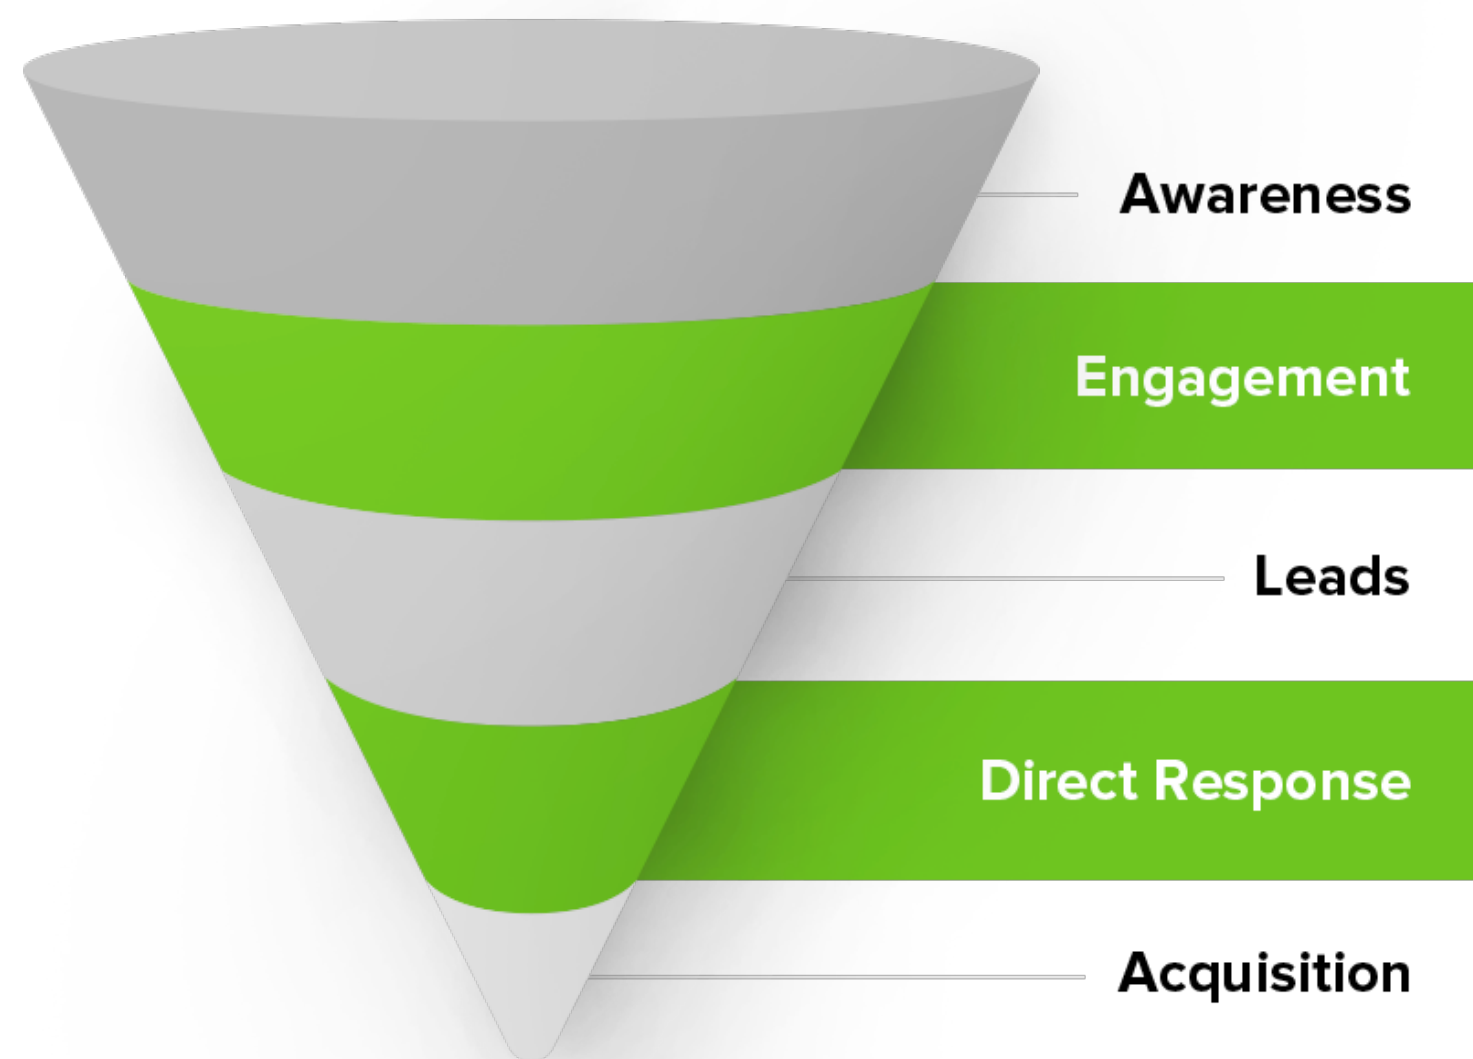 Awareness
Engagement
Leads
Direct Response
Acquisition